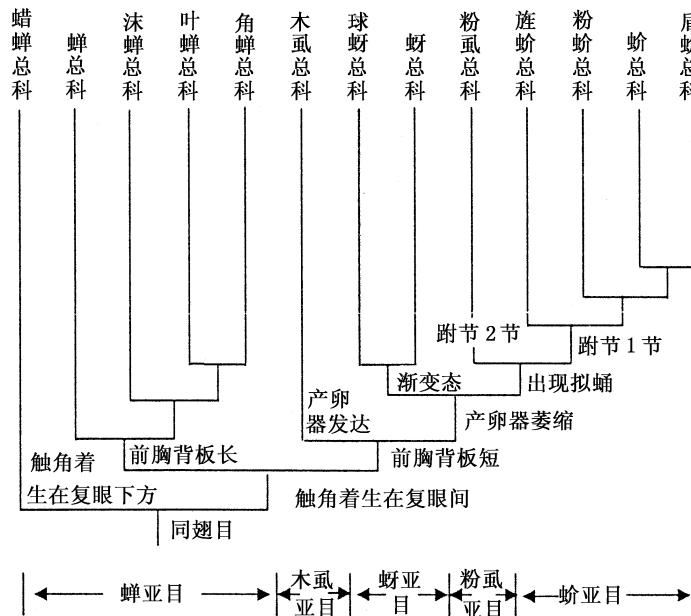 蜡蝉总科
蝉总科
沫蝉总科
叶蝉总科
角蝉总科
木虱总科
球蚜总科
蚜总科
粉虱总科
旌蚧总科
粉蚧总科
蚧总科
盾蚧总科
跗节2节
跗节1节
渐变态
出现拟蛹
产卵
器发达
产卵器萎缩
触角着
前胸背板长
前胸背板短
生在复眼下方
触角着生在复眼间
同翅目
蝉亚目
木虱
亚目
蚜亚
目
粉虱
亚目
蚧亚目